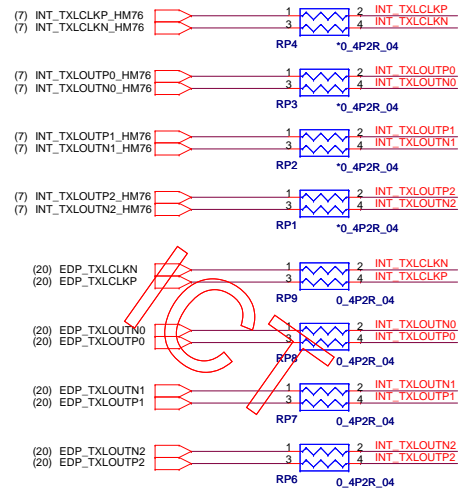 (7) INT_TXLCLKP_HM76 1 2 INT_TXLCLKP
(7) INT_TXLCLKN_HM76 3 4 INT_TXLCLKN
RP4 *0_4P2R_04
(7) INT_TXLOUTP0_HM76 1 2 INT_TXLOUTP0
(7) INT_TXLOUTN0_HM76 3 4 INT_TXLOUTN0
RP3 *0_4P2R_04
(7) INT_TXLOUTP1_HM76 1 2 INT_TXLOUTP1
(7) INT_TXLOUTN1_HM76 3 4 INT_TXLOUTN1
RP2 *0_4P2R_04
(7) INT_TXLOUTP2_HM76 1 2 INT_TXLOUTP2
(7) INT_TXLOUTN2_HM76 3 4 INT_TXLOUTN2
RP1 *0_4P2R_04
(20) EDP_TXLCLKN 1 2 INT_TXLCLKN
(20) EDP_TXLCLKP 3 4 INT_TXLCLKP
RP9 0_4P2R_04
(20) EDP_TXLOUTN0 1 2 INT_TXLOUTN0
(20) EDP_TXLOUTP0 3 4 INT_TXLOUTP0
RP8 0_4P2R_04
(20) EDP_TXLOUTN1 1 2 INT_TXLOUTN1
(20) EDP_TXLOUTP1 3 4 INT_TXLOUTP1
RP7 0_4P2R_04
(20) EDP_TXLOUTN2 1 2 INT_TXLOUTN2
(20) EDP_TXLOUTP2 3 4 INT_TXLOUTP2
RP6 0_4P2R_04